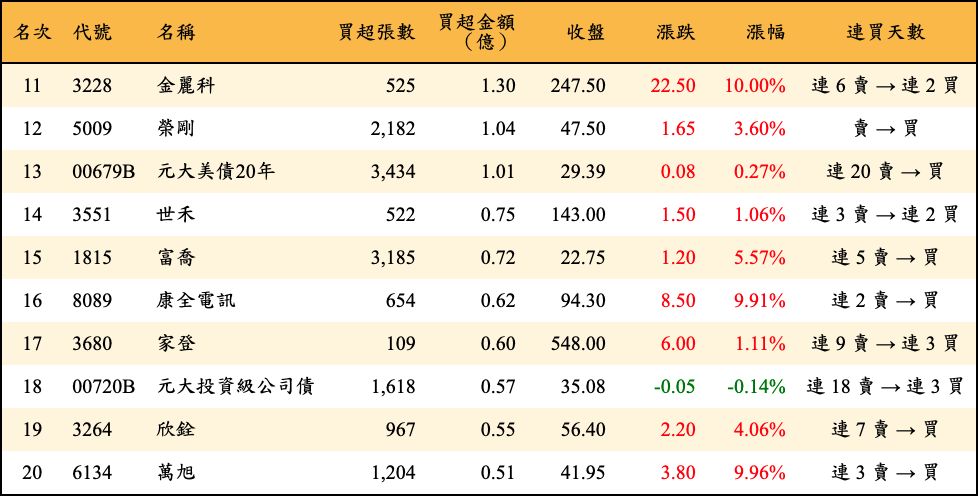 名次 代號 名稱 買超張數 買超金額（億） 收盤 漲跌 漲幅 連買天數
11 3228 金麗科 525 1.30 247.50 22.50 10.00% 連 6 賣 → 連 2 買
12 5009 榮剛 2,182 1.04 47.50 1.65 3.60% 賣 → 買
13 00679B 元大美債20年 3,434 1.01 29.39 0.08 0.27% 連 20 賣 → 買
14 3551 世禾 522 0.75 143.00 1.50 1.06% 連 3 賣 → 連 2 買
15 1815 富喬 3,185 0.72 22.75 1.20 5.57% 連 5 賣 → 買
16 8089 康全電訊 654 0.62 94.30 8.50 9.91% 連 2 賣 → 買
17 3680 家登 109 0.60 548.00 6.00 1.11% 連 9 賣 → 連 3 買
18 00720B 元大投資級公司債 1,618 0.57 35.08 -0.05 -0.14% 連 18 賣 → 連 3 買
19 3264 欣銓 967 0.55 56.40 2.20 4.06% 連 7 賣 → 買
20 6134 萬旭 1,204 0.51 41.95 3.80 9.96% 連 3 賣 → 買